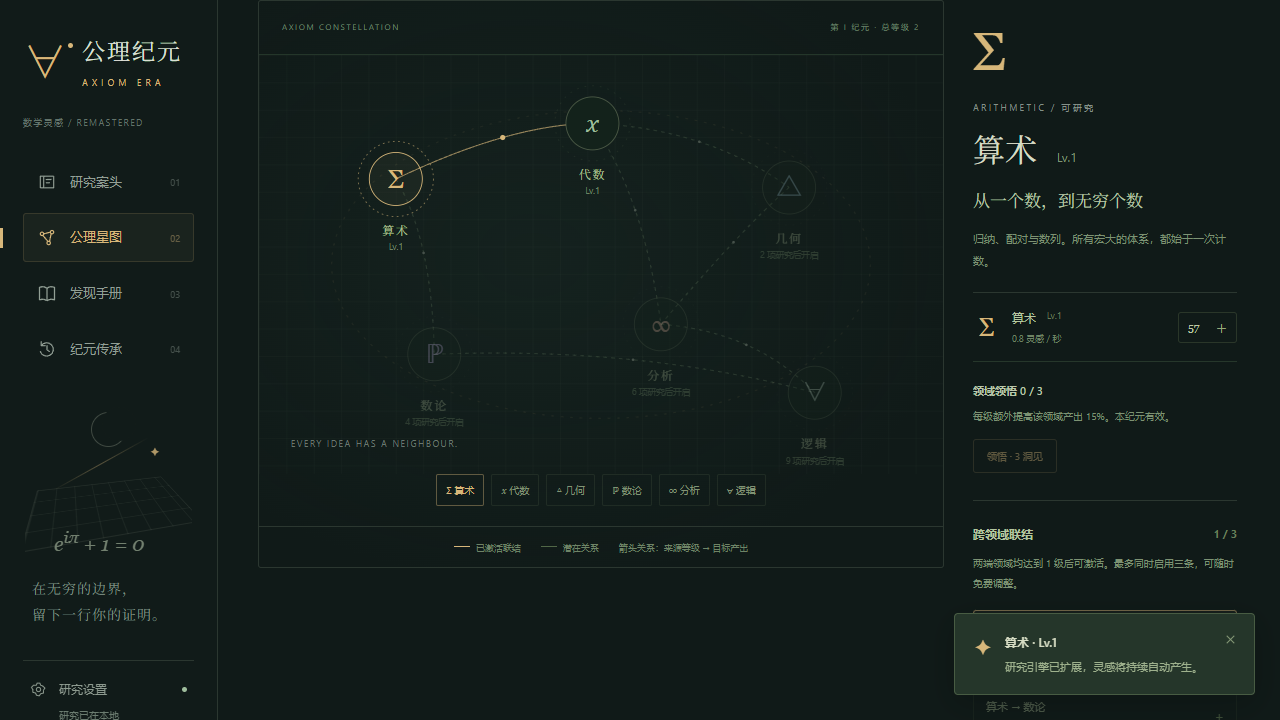 公理纪元
AXIOM ERA
数学灵感 / REMASTERED
研究案头 01
公理星图 02
发现手册 03
纪元传承 04
e^{iπ} + 1 = 0
在无穷的边界，
留下一行你的证明。
研究设置
研究已在本地
AXIOM CONSTELLATION
第 I 纪元 · 总等级 2
x
代数
Lv.1
Σ
算术
Lv.1
△
几何
2 项研究后开启
∞
分析
6 项研究后开启
ℙ
数论
4 项研究后开启
∀
逻辑
9 项研究后开启
EVERY IDEA HAS A NEIGHBOUR.
Σ 算术
x 代数
△ 几何
ℙ 数论
∞ 分析
∀ 逻辑
已激活联结
潜在关系
箭头关系：来源等级 → 目标产出
Σ
ARITHMETIC / 可研究
算术 Lv.1
从一个数，到无穷个数
归纳、配对与数列。所有宏大的体系，都始于一次计
数。
Σ 算术 Lv.1
0.8 灵感 / 秒
57 +
领域领悟 0 / 3
每级额外提高该领域产出 15%。本纪元有效。
领悟 · 3 洞见
跨领域联结 1 / 3
两端领域均达到 1 级后可激活。最多同时启用三条，可随时
免费调整。
算术 · Lv.1
研究引擎已扩展，灵感将持续自动产生。
算术 → 数论 +